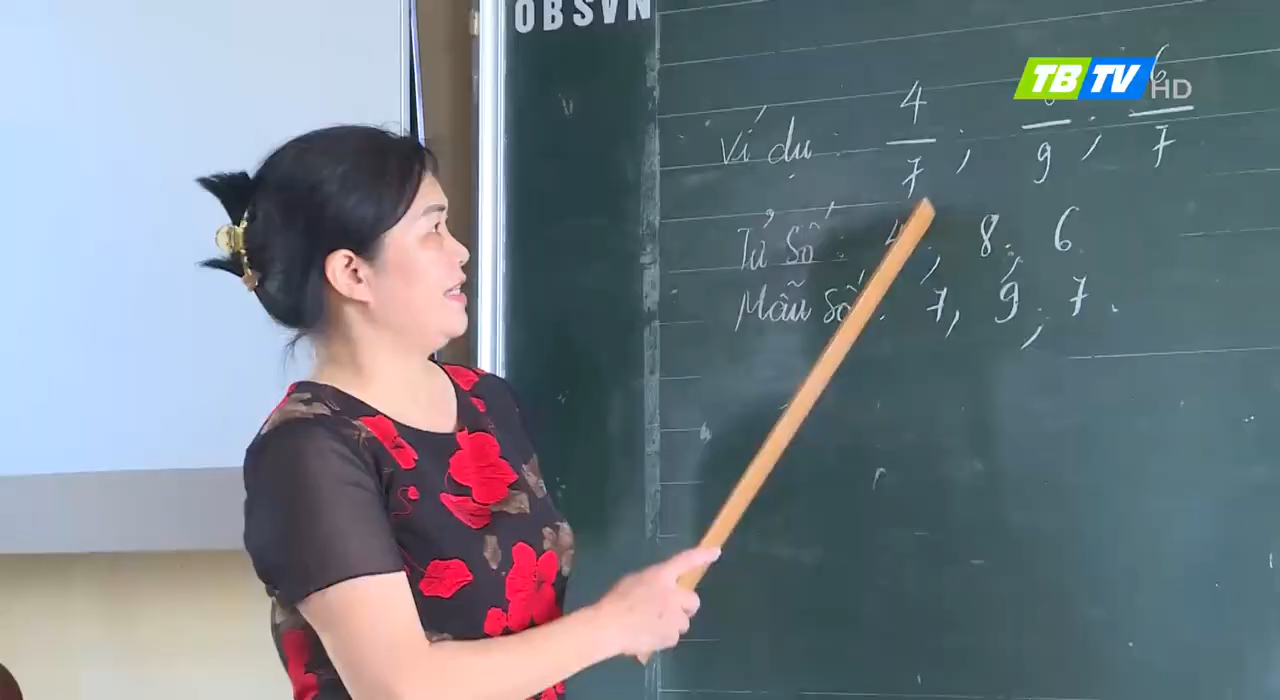 OBSVN
TBTV HD
Ví dụ: 4/7; 8/9; 6/7
Tử số: 4, 8, 6
Mẫu số: 7, 9, 7.